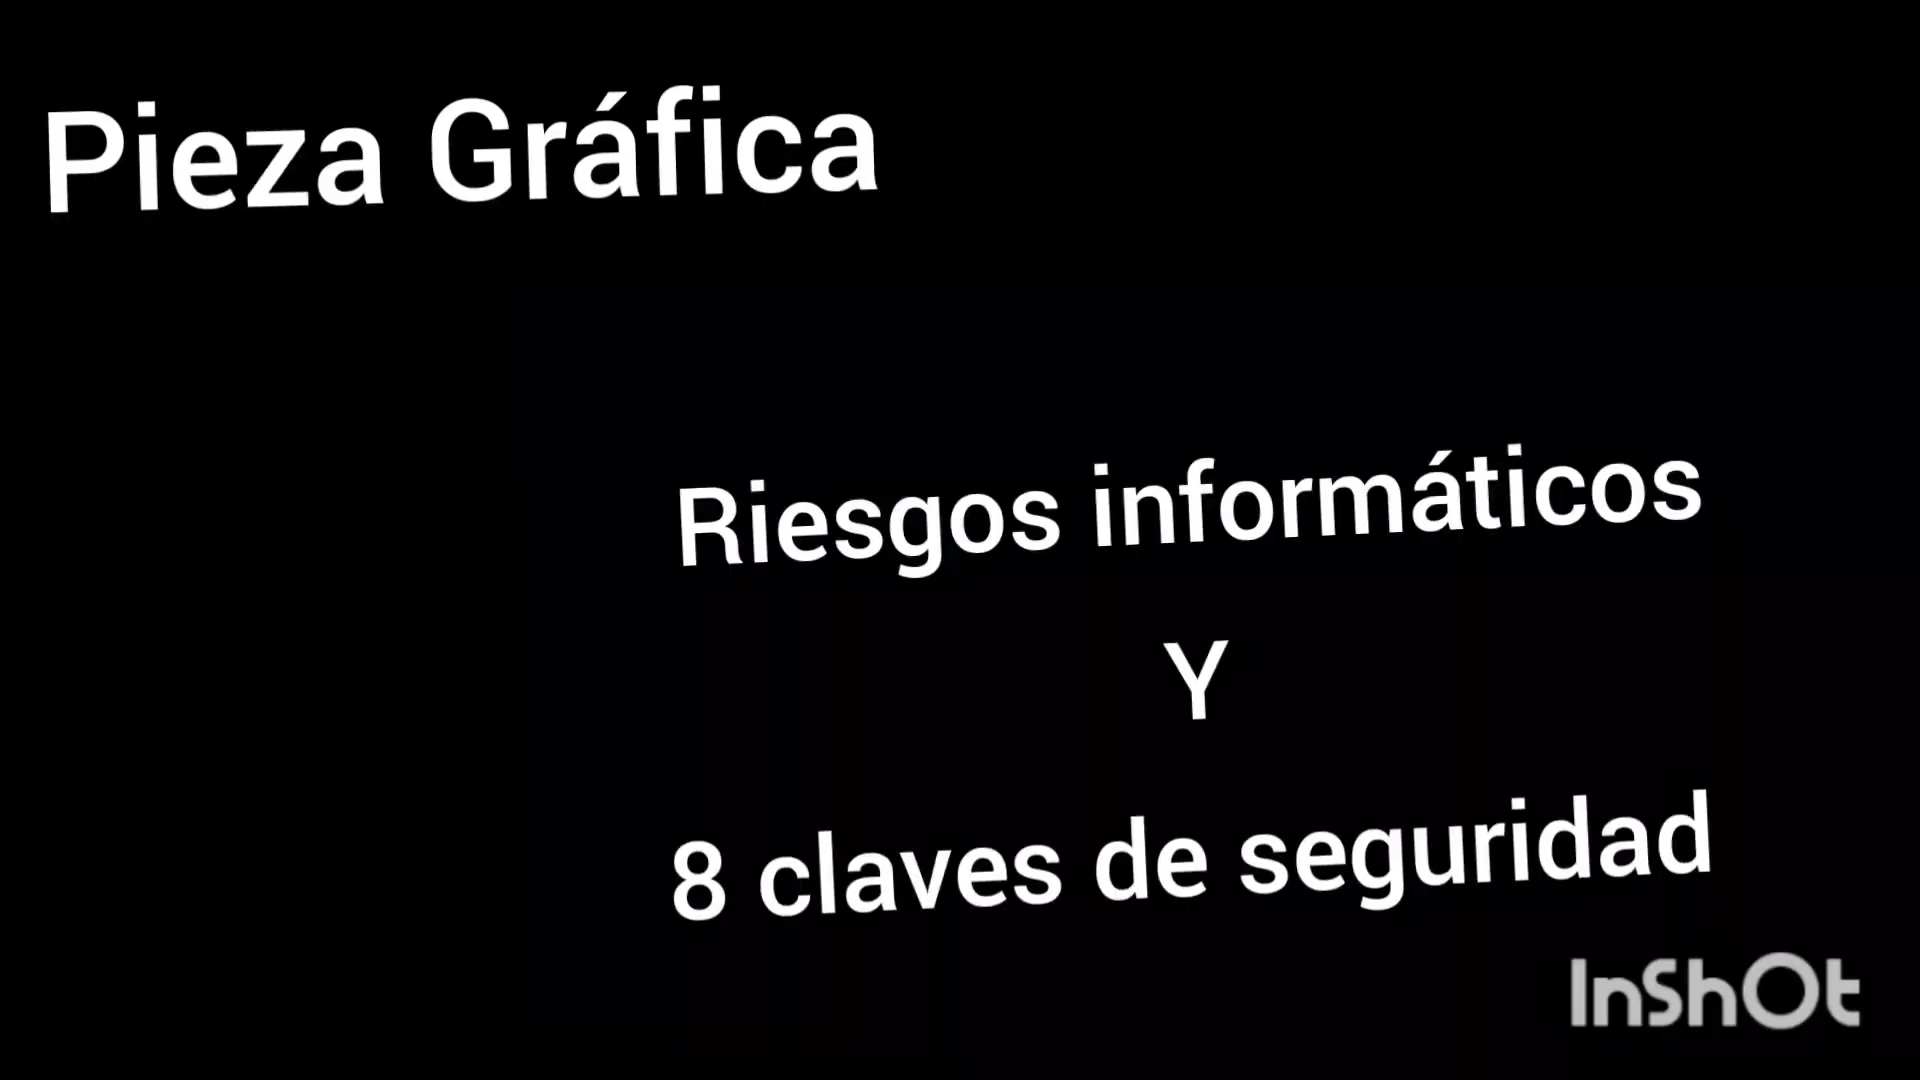 Pieza Gráfica
Riesgos informáticos
Y
8 claves de seguridad
InShOt